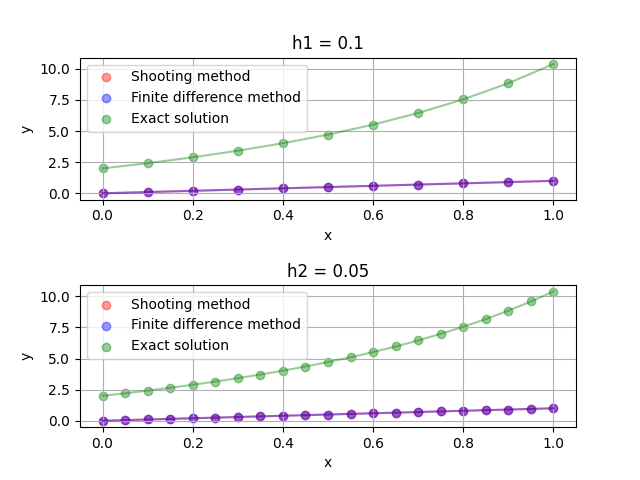 h1 = 0.1
10.0
7.5
5.0
2.5
0.0
y
Shooting method
Finite difference method
Exact solution
0.0 0.2 0.4 0.6 0.8 1.0
x
h2 = 0.05
10.0
7.5
5.0
2.5
0.0
y
Shooting method
Finite difference method
Exact solution
0.0 0.2 0.4 0.6 0.8 1.0
x